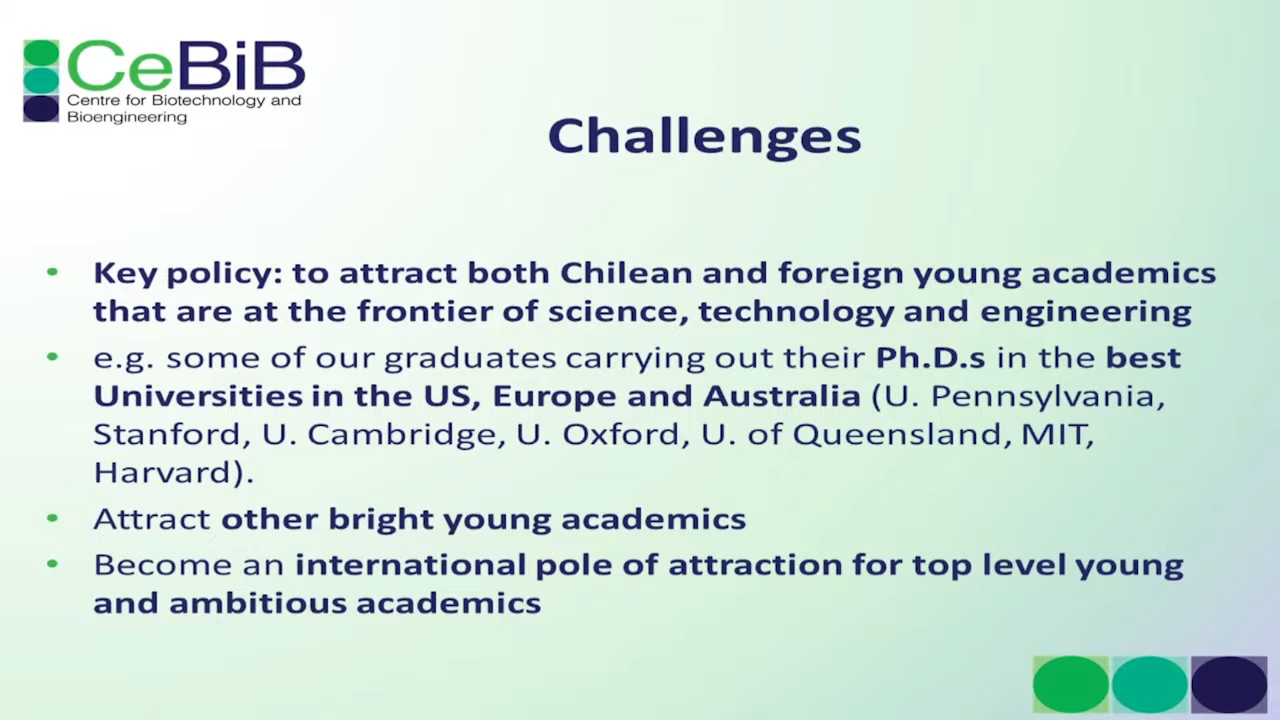 CeBiB
Centre for Biotechnology and
Bioengineering
Challenges
• Key policy: to attract both Chilean and foreign young academics
that are at the frontier of science, technology and engineering
• e.g. some of our graduates carrying out their Ph.D.s in the best
Universities in the US, Europe and Australia (U. Pennsylvania,
Stanford, U. Cambridge, U. Oxford, U. of Queensland, MIT,
Harvard).
• Attract other bright young academics
• Become an international pole of attraction for top level young
and ambitious academics